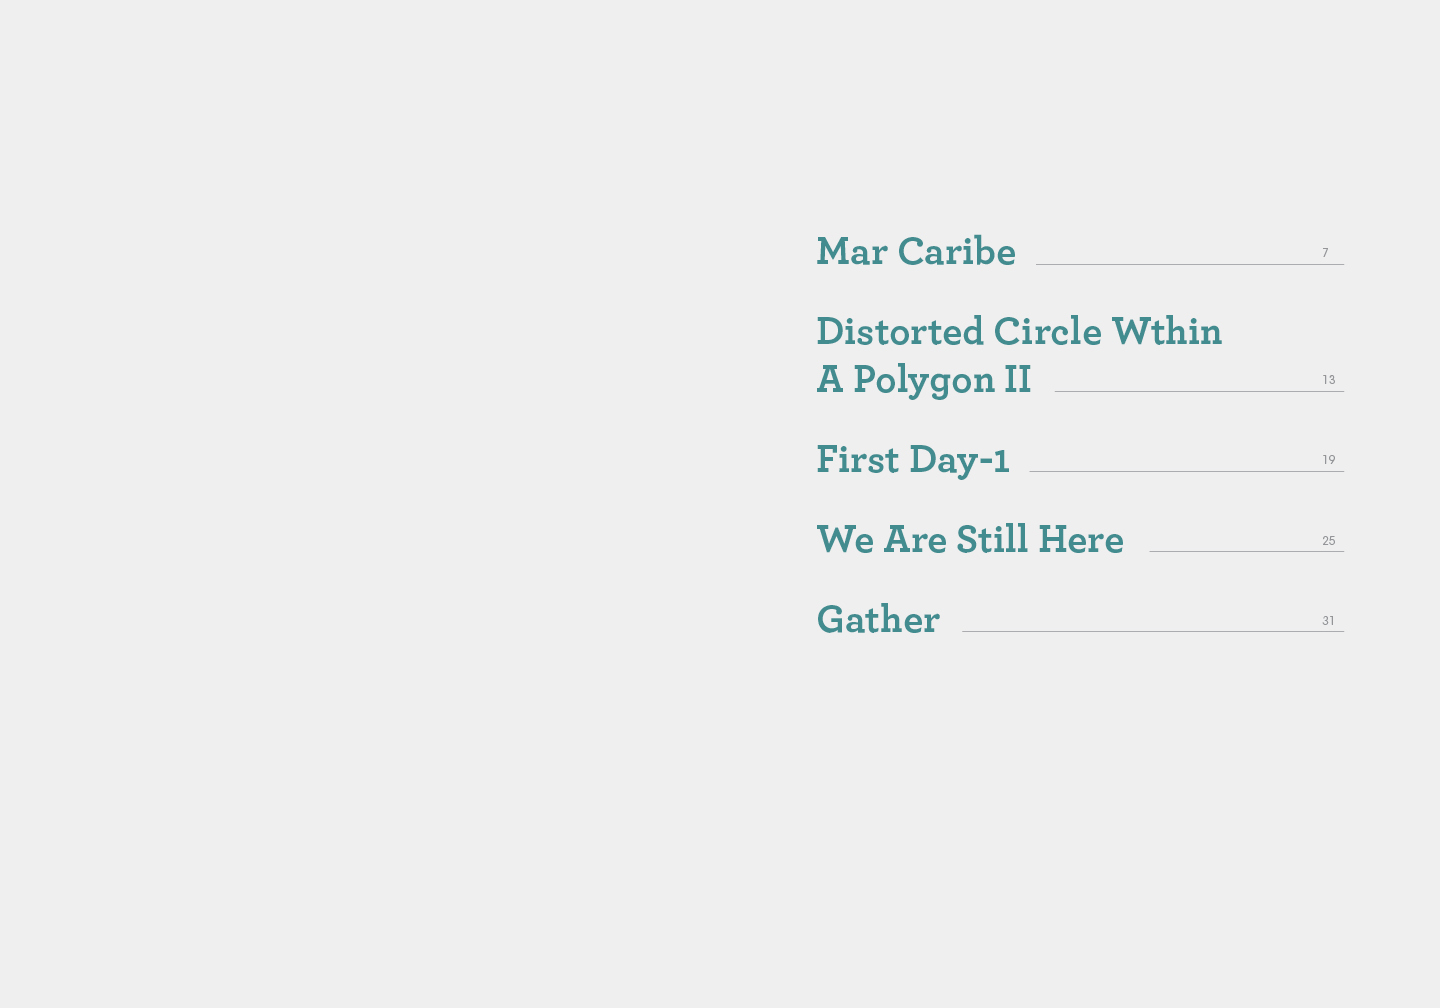 Mar Caribe 7
Distorted Circle Wthin
A Polygon II 13
First Day-1 19
We Are Still Here 25
Gather 31